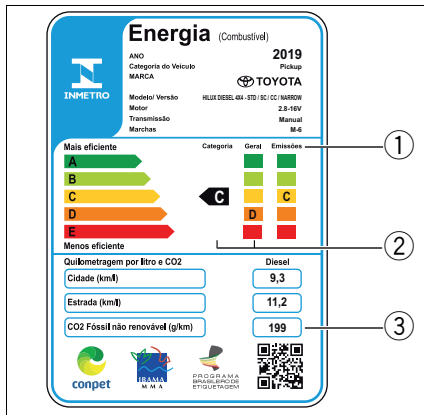 Energia (Combustível)
ANO 2019
Categoria do Veículo Pickup
MARCA TOYOTA
INMETRO
Modelo/ Versão HILUX DIESEL 4X4 - STD / SC / CC / NARROW
Motor 2.8-16V
Transmissão Manual
Marchas M-6
Mais eficiente Categoria Geral Emissões 1
A
B
C C C
D D
E
Menos eficiente 2
Quilometragem por litro e CO2 Diesel
Cidade (km/l) 9,3
Estrada (km/l) 11,2
CO2 Fóssil não renovável (g/km) 199 3
conpet
IBAMA
M M A
PROGRAMA
BRASILEIRO DE
ETIQUETAGEM